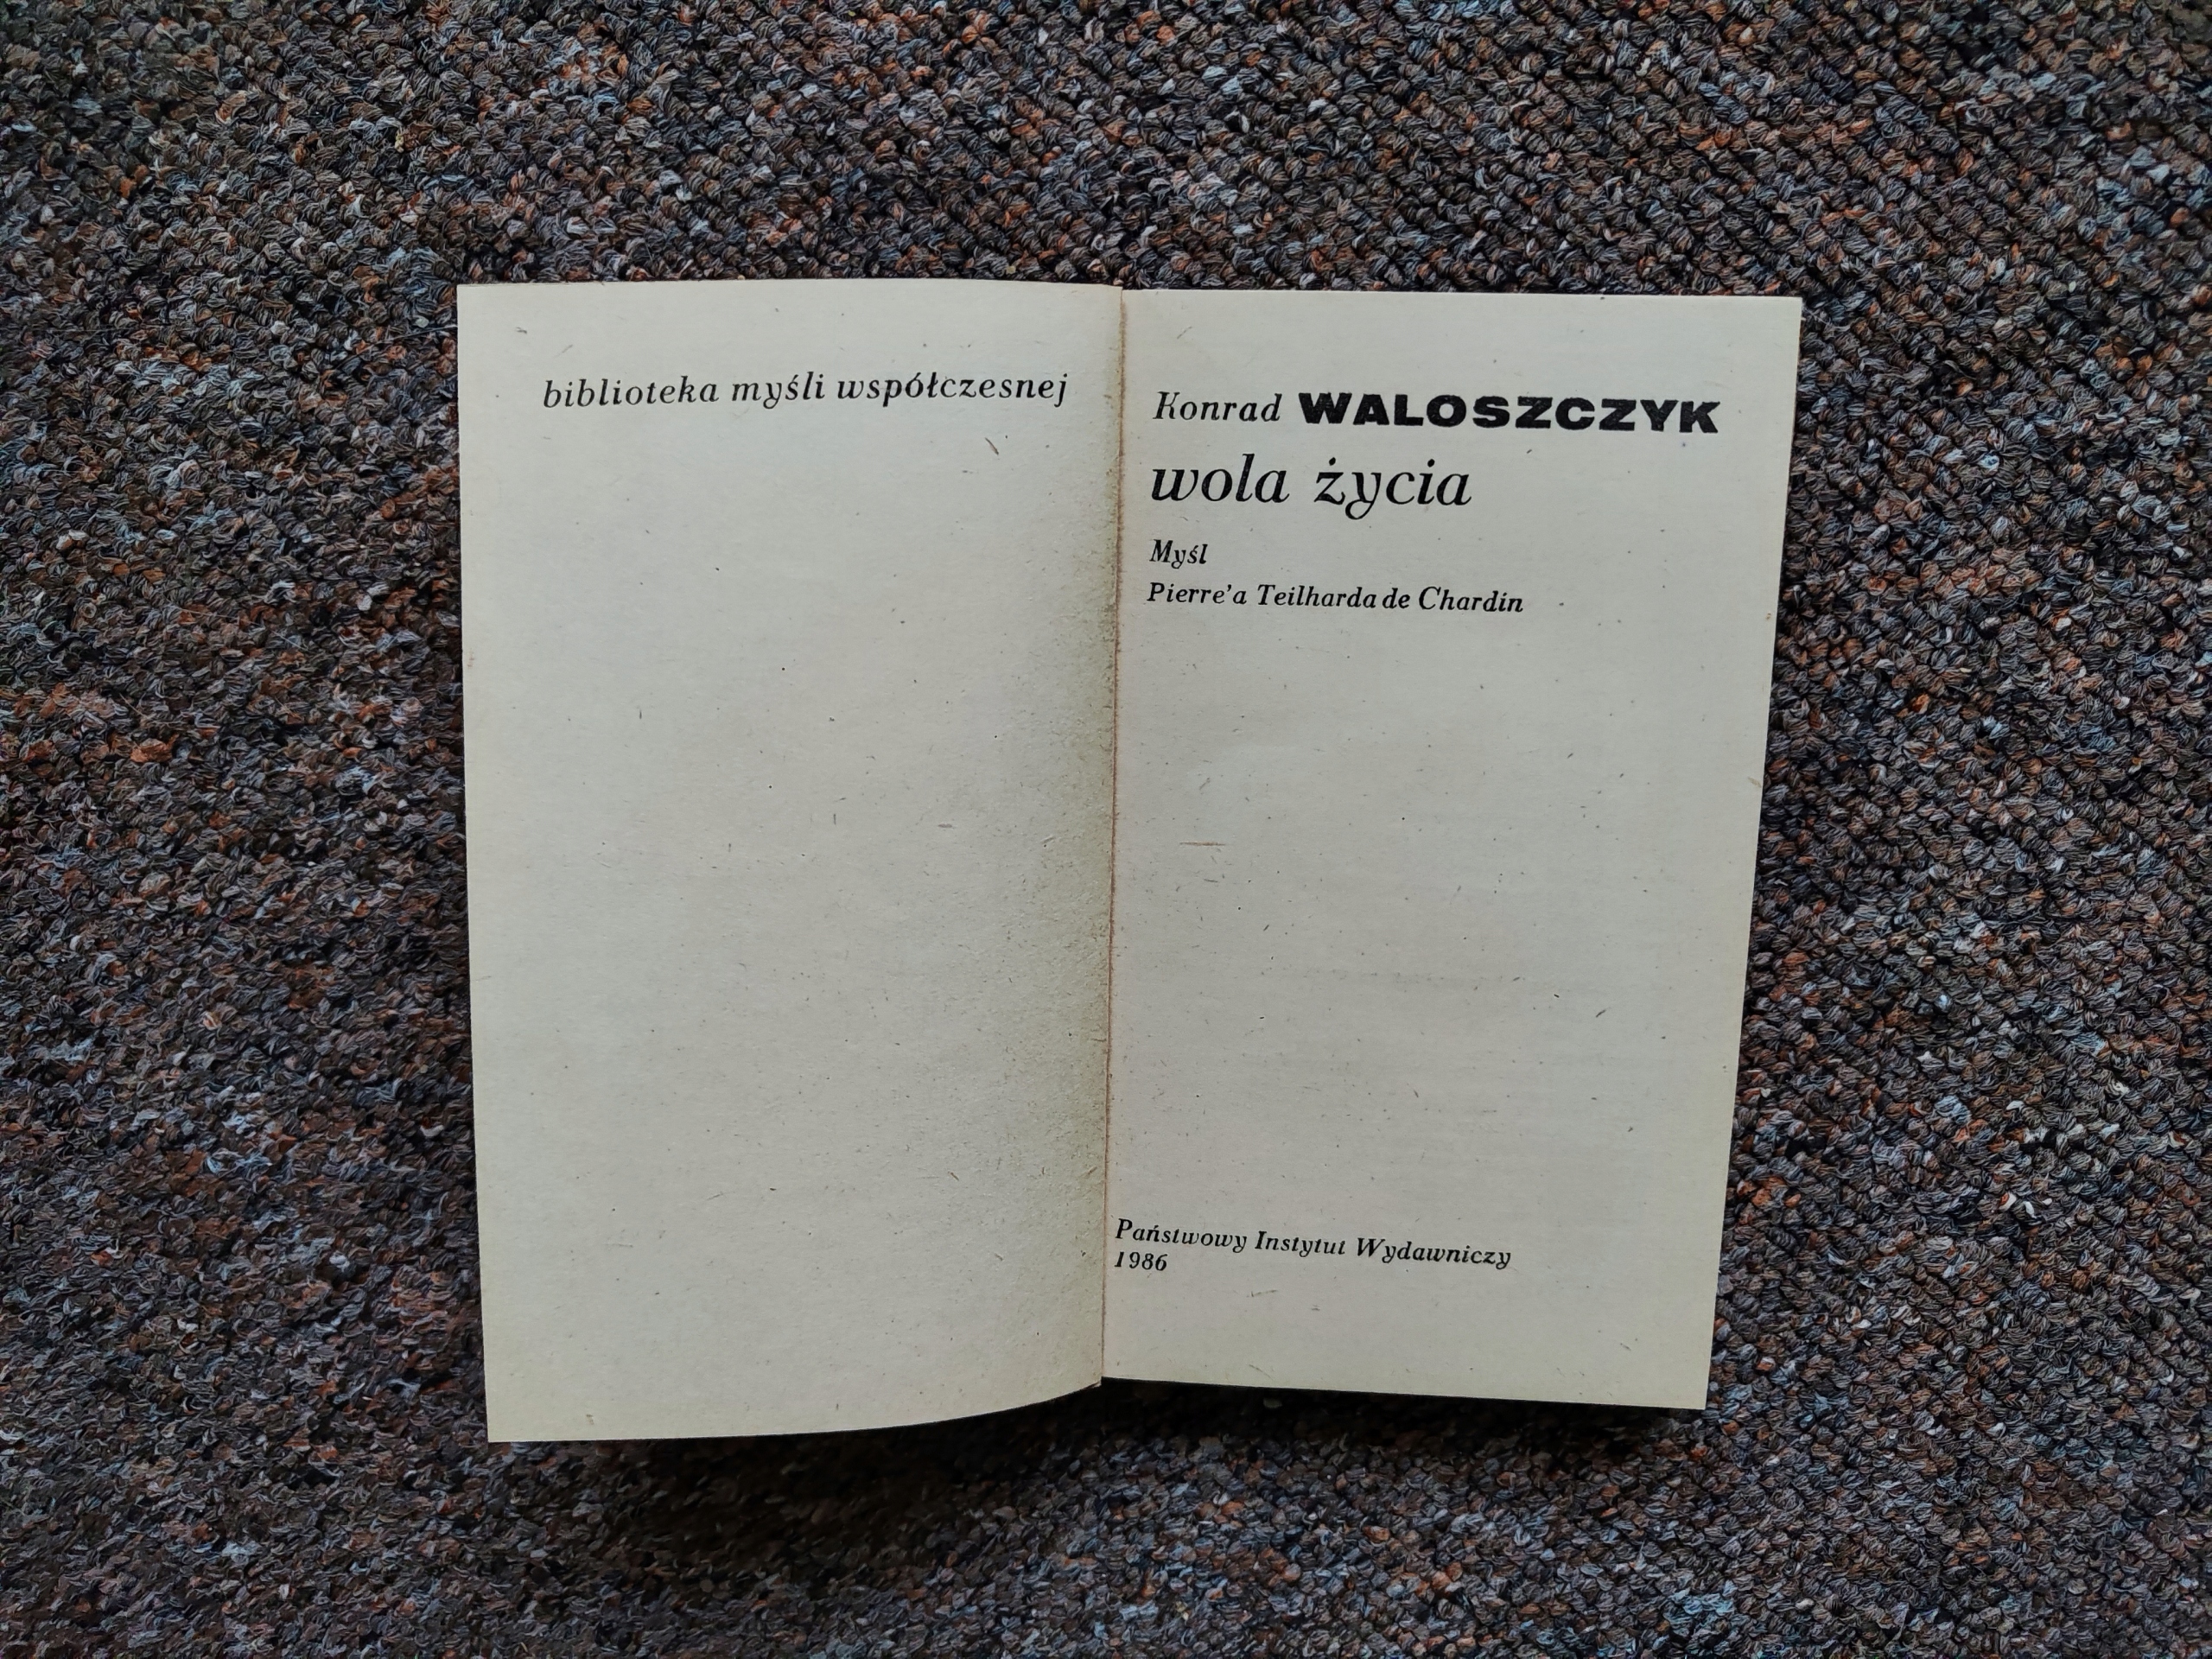 biblioteka myśli współczesnej
Konrad WALOSZCZYK
wola życia
Myśl
Pierre'a Teilharda de Chardin
Państwowy Instytut Wydawniczy
1986